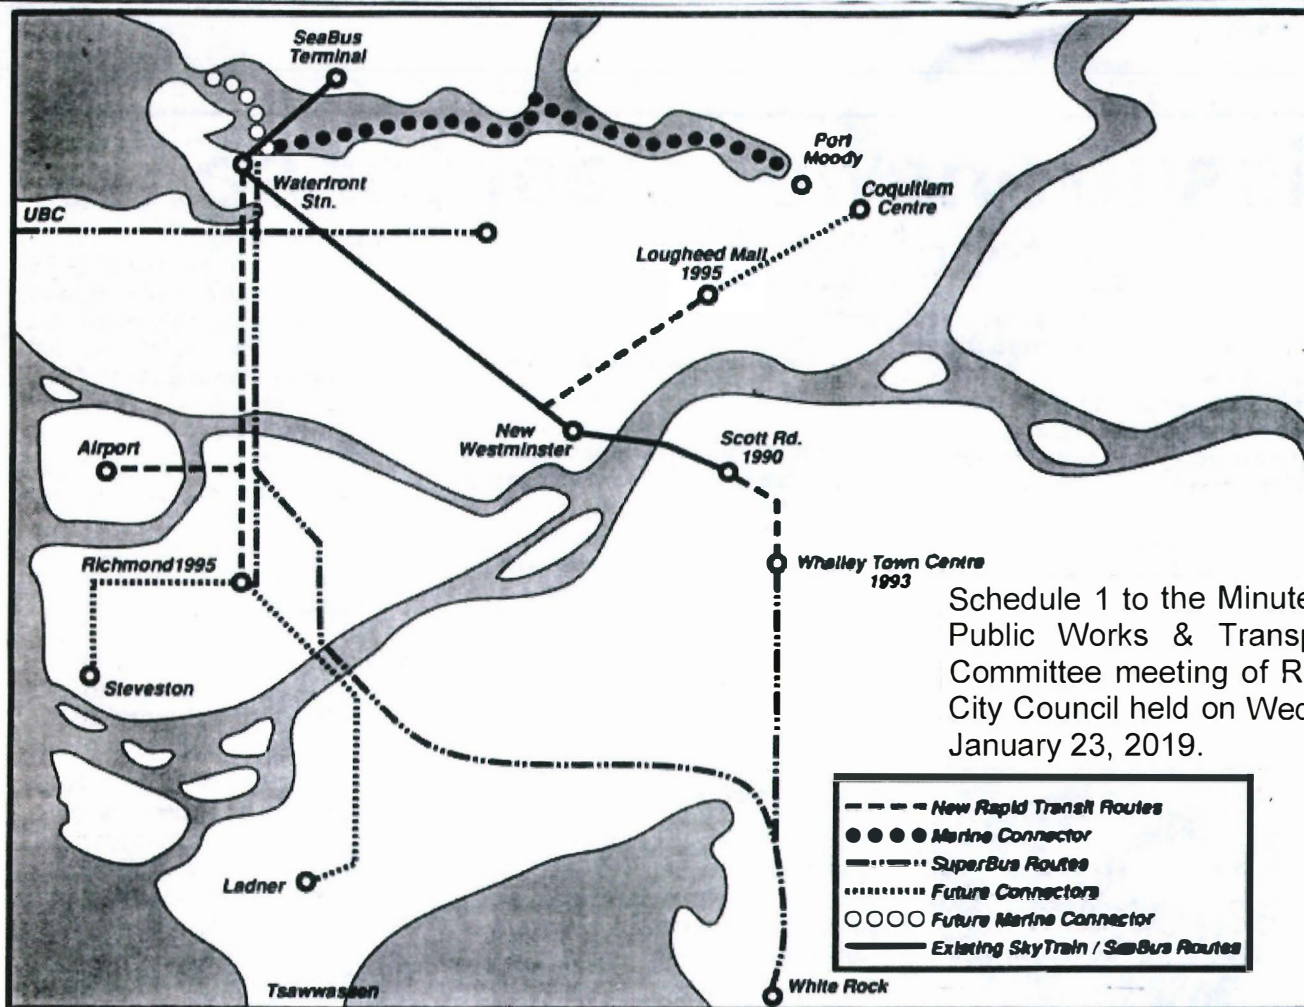 SeaBus
Terminal
Port
Moody
Waterfront
Stn.
Coquitlam
Centre
UBC
Lougheed Mall
1995
New
Westminster
Scott Rd.
1990
Airport
Richmond 1995
Whalley Town Centre
1993
Schedule 1 to the Minute
Public Works & Transp
Committee meeting of R
City Council held on Wed
January 23, 2019.
Steveston
New Rapid Transit Routes
Marine Connector
SuperBus Routes
Future Connectors
Future Marine Connector
Existing SkyTrain / SeaBus Routes
Ladner
Tsawwassen
White Rock